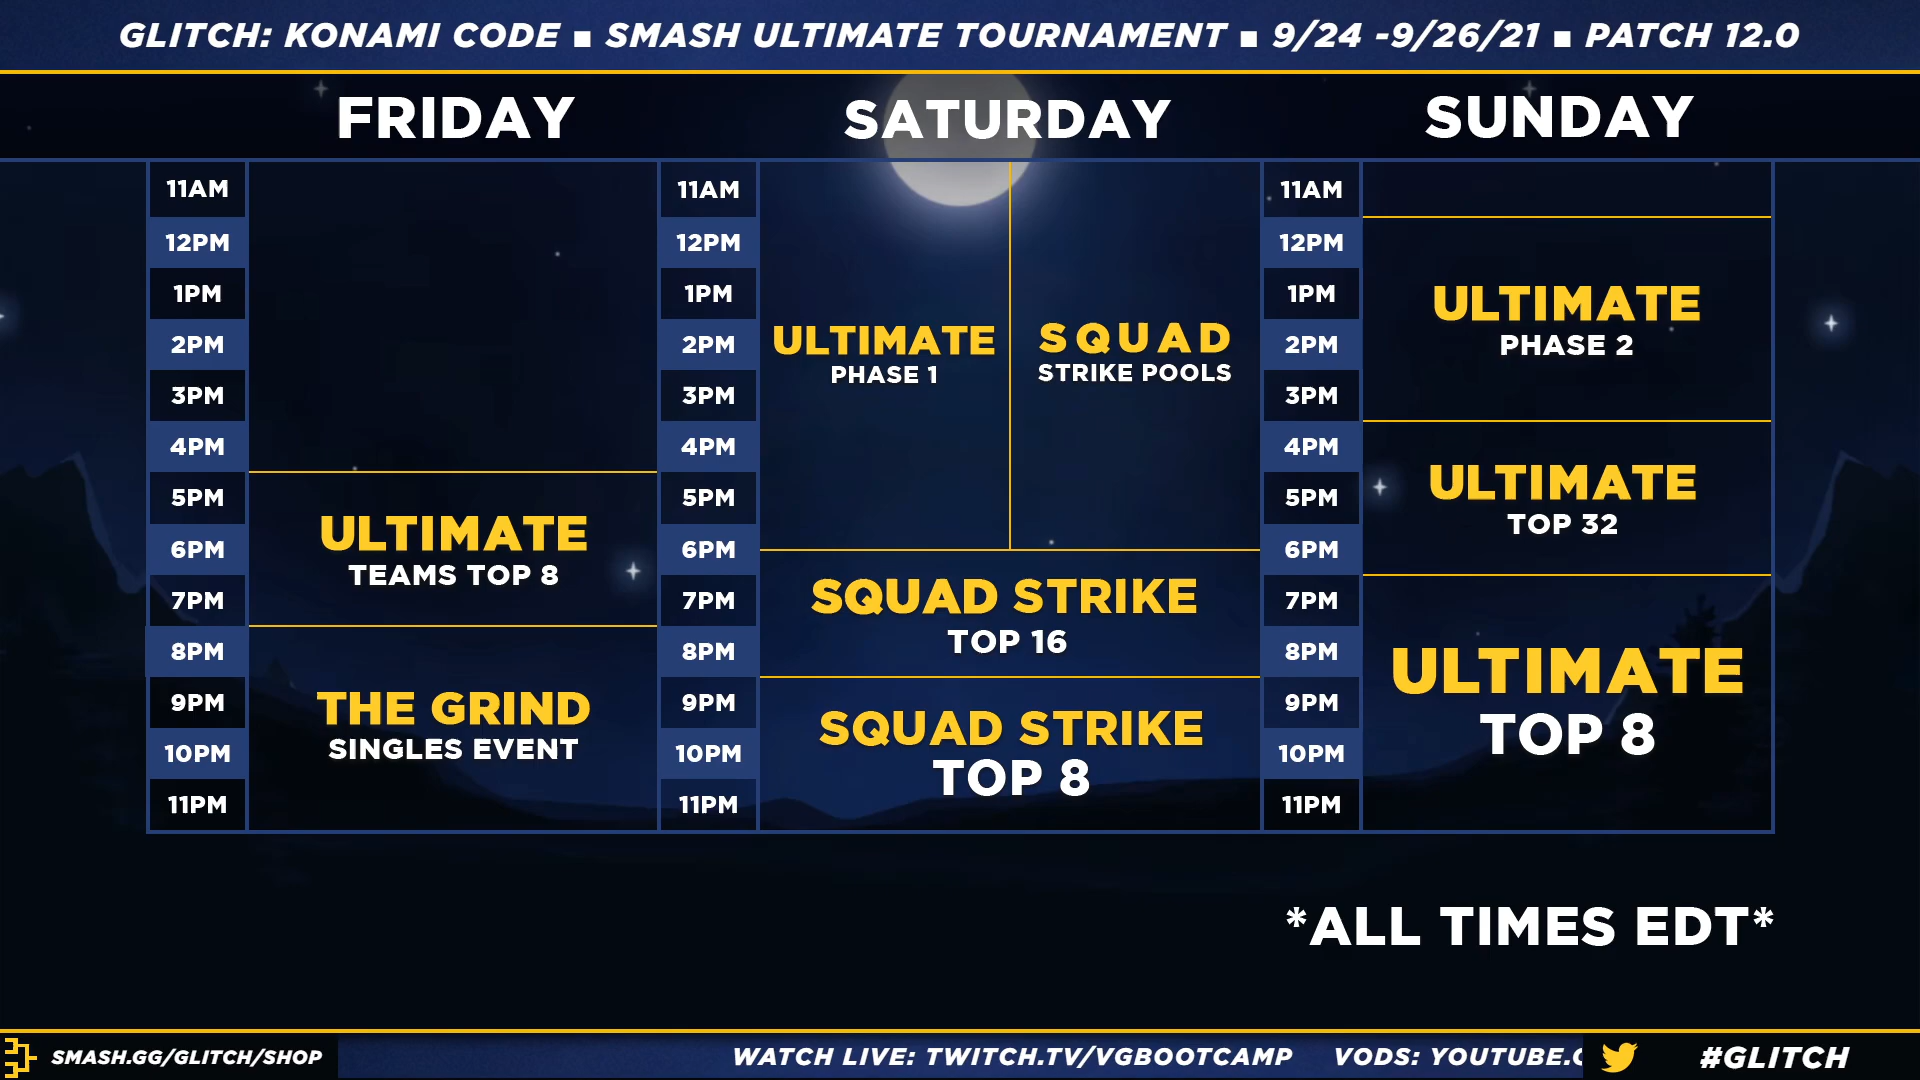 GLITCH: KONAMI CODE ■ SMASH ULTIMATE TOURNAMENT ■ 9/24 -9/26/21 ■ PATCH 12.0
FRIDAY
SATURDAY
SUNDAY
11AM
12PM
1PM
2PM
3PM
4PM
5PM
6PM
7PM
8PM
9PM
10PM
11PM
ULTIMATE
TEAMS TOP 8
THE GRIND
SINGLES EVENT
11AM
12PM
1PM
2PM
3PM
4PM
5PM
6PM
7PM
8PM
9PM
10PM
11PM
ULTIMATE
PHASE 1
SQUAD
STRIKE POOLS
SQUAD STRIKE
TOP 16
SQUAD STRIKE
TOP 8
11AM
12PM
1PM
2PM
3PM
4PM
5PM
6PM
7PM
8PM
9PM
10PM
11PM
ULTIMATE
PHASE 2
ULTIMATE
TOP 32
ULTIMATE
TOP 8
*ALL TIMES EDT*
SMASH.GG/GLITCH/SHOP
WATCH LIVE: TWITCH.TV/VGBOOTCAMP
VODS: YOUTUBE.
#GLITCH